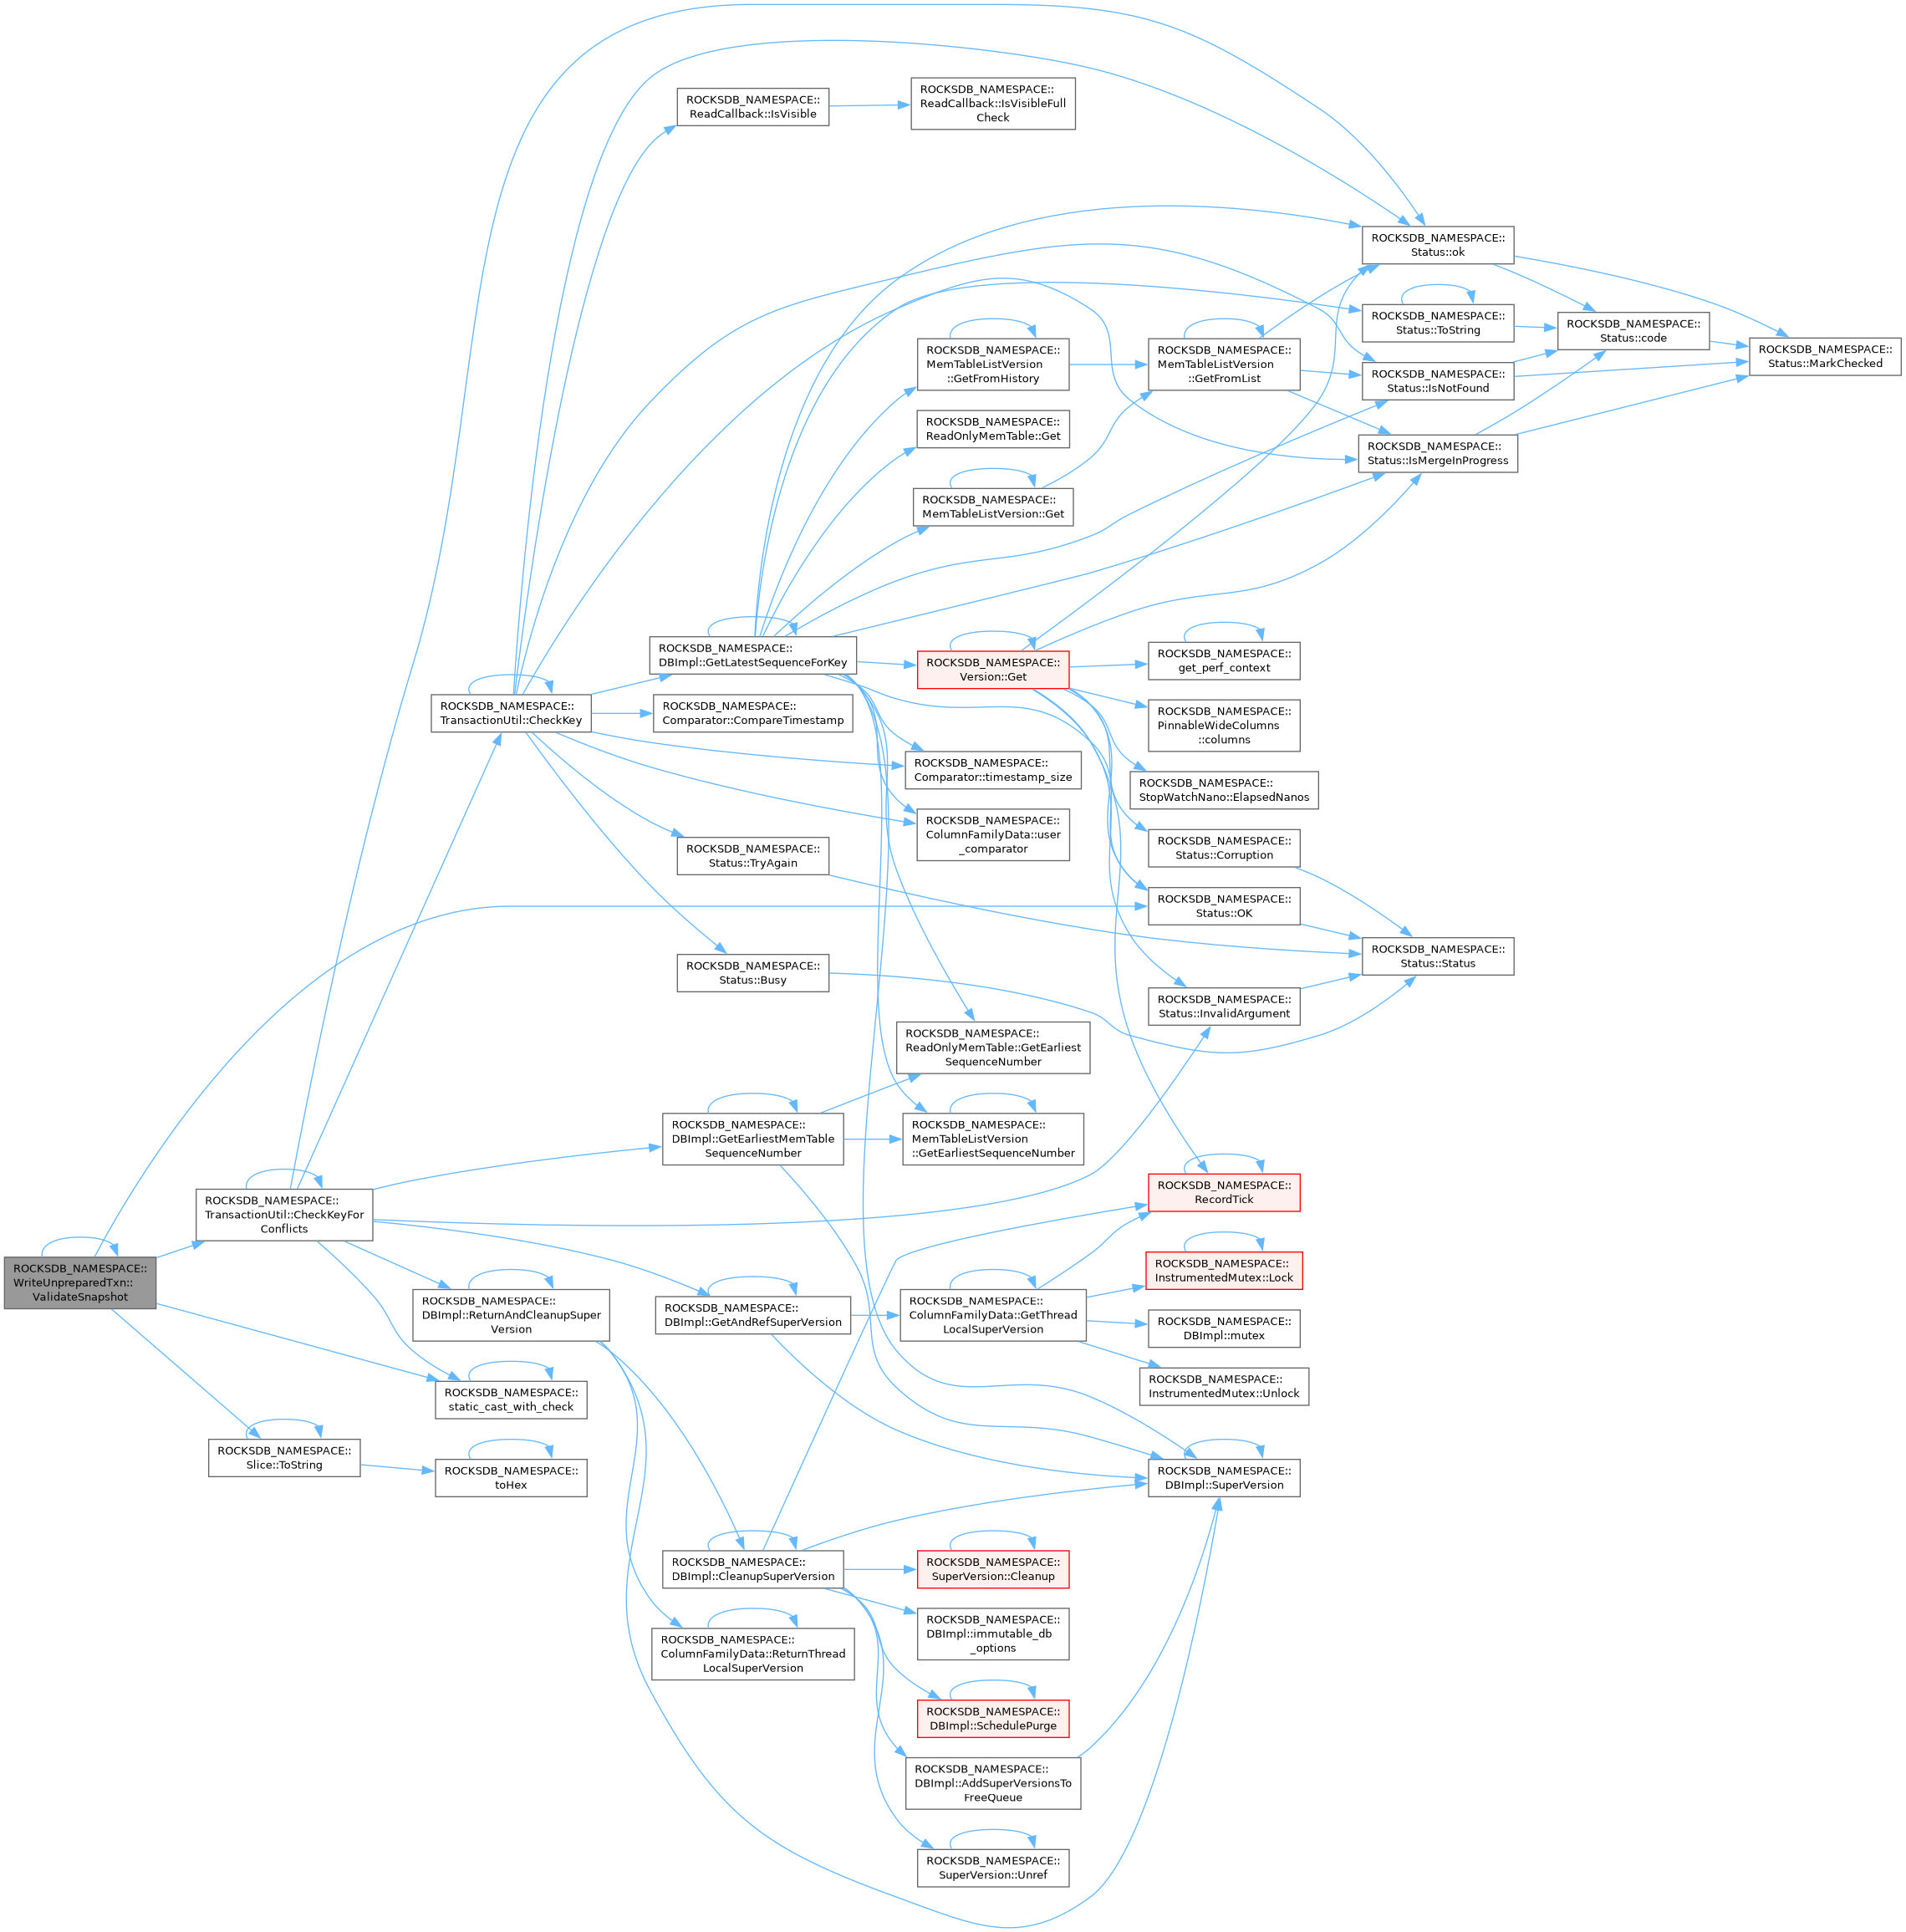 ROCKSDB_NAMESPACE::
WriteUnpreparedTxn::
ValidateSnapshot
ROCKSDB_NAMESPACE::
TransactionUtil::CheckKeyFor
Conflicts
ROCKSDB_NAMESPACE::
Slice::ToString
ROCKSDB_NAMESPACE::
TransactionUtil::CheckKey
ROCKSDB_NAMESPACE::
DBImpl::ReturnAndCleanupSuper
Version
ROCKSDB_NAMESPACE::
static_cast_with_check
ROCKSDB_NAMESPACE::
toHex
ROCKSDB_NAMESPACE::
ReadCallback::IsVisible
ROCKSDB_NAMESPACE::
DBImpl::GetLatestSequenceForKey
ROCKSDB_NAMESPACE::
Comparator::CompareTimestamp
ROCKSDB_NAMESPACE::
Status::TryAgain
ROCKSDB_NAMESPACE::
Status::Busy
ROCKSDB_NAMESPACE::
DBImpl::GetEarliestMemTable
SequenceNumber
ROCKSDB_NAMESPACE::
DBImpl::GetAndRefSuperVersion
ROCKSDB_NAMESPACE::
DBImpl::CleanupSuperVersion
ROCKSDB_NAMESPACE::
ColumnFamilyData::ReturnThread
LocalSuperVersion
ROCKSDB_NAMESPACE::
ReadCallback::IsVisibleFull
Check
ROCKSDB_NAMESPACE::
MemTableListVersion
::GetFromHistory
ROCKSDB_NAMESPACE::
ReadOnlyMemTable::Get
ROCKSDB_NAMESPACE::
MemTableListVersion::Get
ROCKSDB_NAMESPACE::
Version::Get
ROCKSDB_NAMESPACE::
Comparator::timestamp_size
ROCKSDB_NAMESPACE::
ColumnFamilyData::user
_comparator
ROCKSDB_NAMESPACE::
ReadOnlyMemTable::GetEarliest
SequenceNumber
ROCKSDB_NAMESPACE::
MemTableListVersion
::GetEarliestSequenceNumber
ROCKSDB_NAMESPACE::
ColumnFamilyData::GetThread
LocalSuperVersion
ROCKSDB_NAMESPACE::
SuperVersion::Cleanup
ROCKSDB_NAMESPACE::
DBImpl::immutable_db
_options
ROCKSDB_NAMESPACE::
DBImpl::SchedulePurge
ROCKSDB_NAMESPACE::
DBImpl::AddSuperVersionsTo
FreeQueue
ROCKSDB_NAMESPACE::
SuperVersion::Unref
ROCKSDB_NAMESPACE::
MemTableListVersion
::GetFromList
ROCKSDB_NAMESPACE::
get_perf_context
ROCKSDB_NAMESPACE::
PinnableWideColumns
::columns
ROCKSDB_NAMESPACE::
StopWatchNano::ElapsedNanos
ROCKSDB_NAMESPACE::
Status::Corruption
ROCKSDB_NAMESPACE::
Status::OK
ROCKSDB_NAMESPACE::
Status::InvalidArgument
ROCKSDB_NAMESPACE::
RecordTick
ROCKSDB_NAMESPACE::
InstrumentedMutex::Lock
ROCKSDB_NAMESPACE::
DBImpl::mutex
ROCKSDB_NAMESPACE::
InstrumentedMutex::Unlock
ROCKSDB_NAMESPACE::
DBImpl::SuperVersion
ROCKSDB_NAMESPACE::
Status::ok
ROCKSDB_NAMESPACE::
Status::ToString
ROCKSDB_NAMESPACE::
Status::IsNotFound
ROCKSDB_NAMESPACE::
Status::IsMergeInProgress
ROCKSDB_NAMESPACE::
Status::Status
ROCKSDB_NAMESPACE::
Status::code
ROCKSDB_NAMESPACE::
Status::MarkChecked